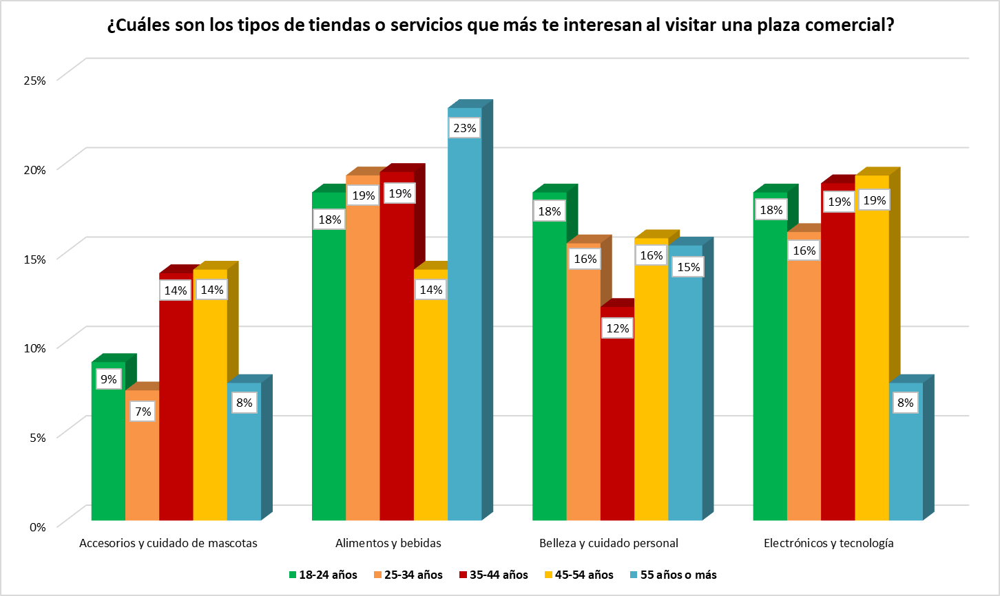 ¿Cuáles son los tipos de tiendas o servicios que más te interesan al visitar una plaza comercial?
25%
20%
15%
10%
5%
0%
9%
7%
14%
14%
8%
18%
19%
19%
14%
23%
18%
16%
12%
16%
15%
18%
16%
19%
19%
8%
Accesorios y cuidado de mascotas
Alimentos y bebidas
Belleza y cuidado personal
Electrónicos y tecnología
18-24 años
25-34 años
35-44 años
45-54 años
55 años o más